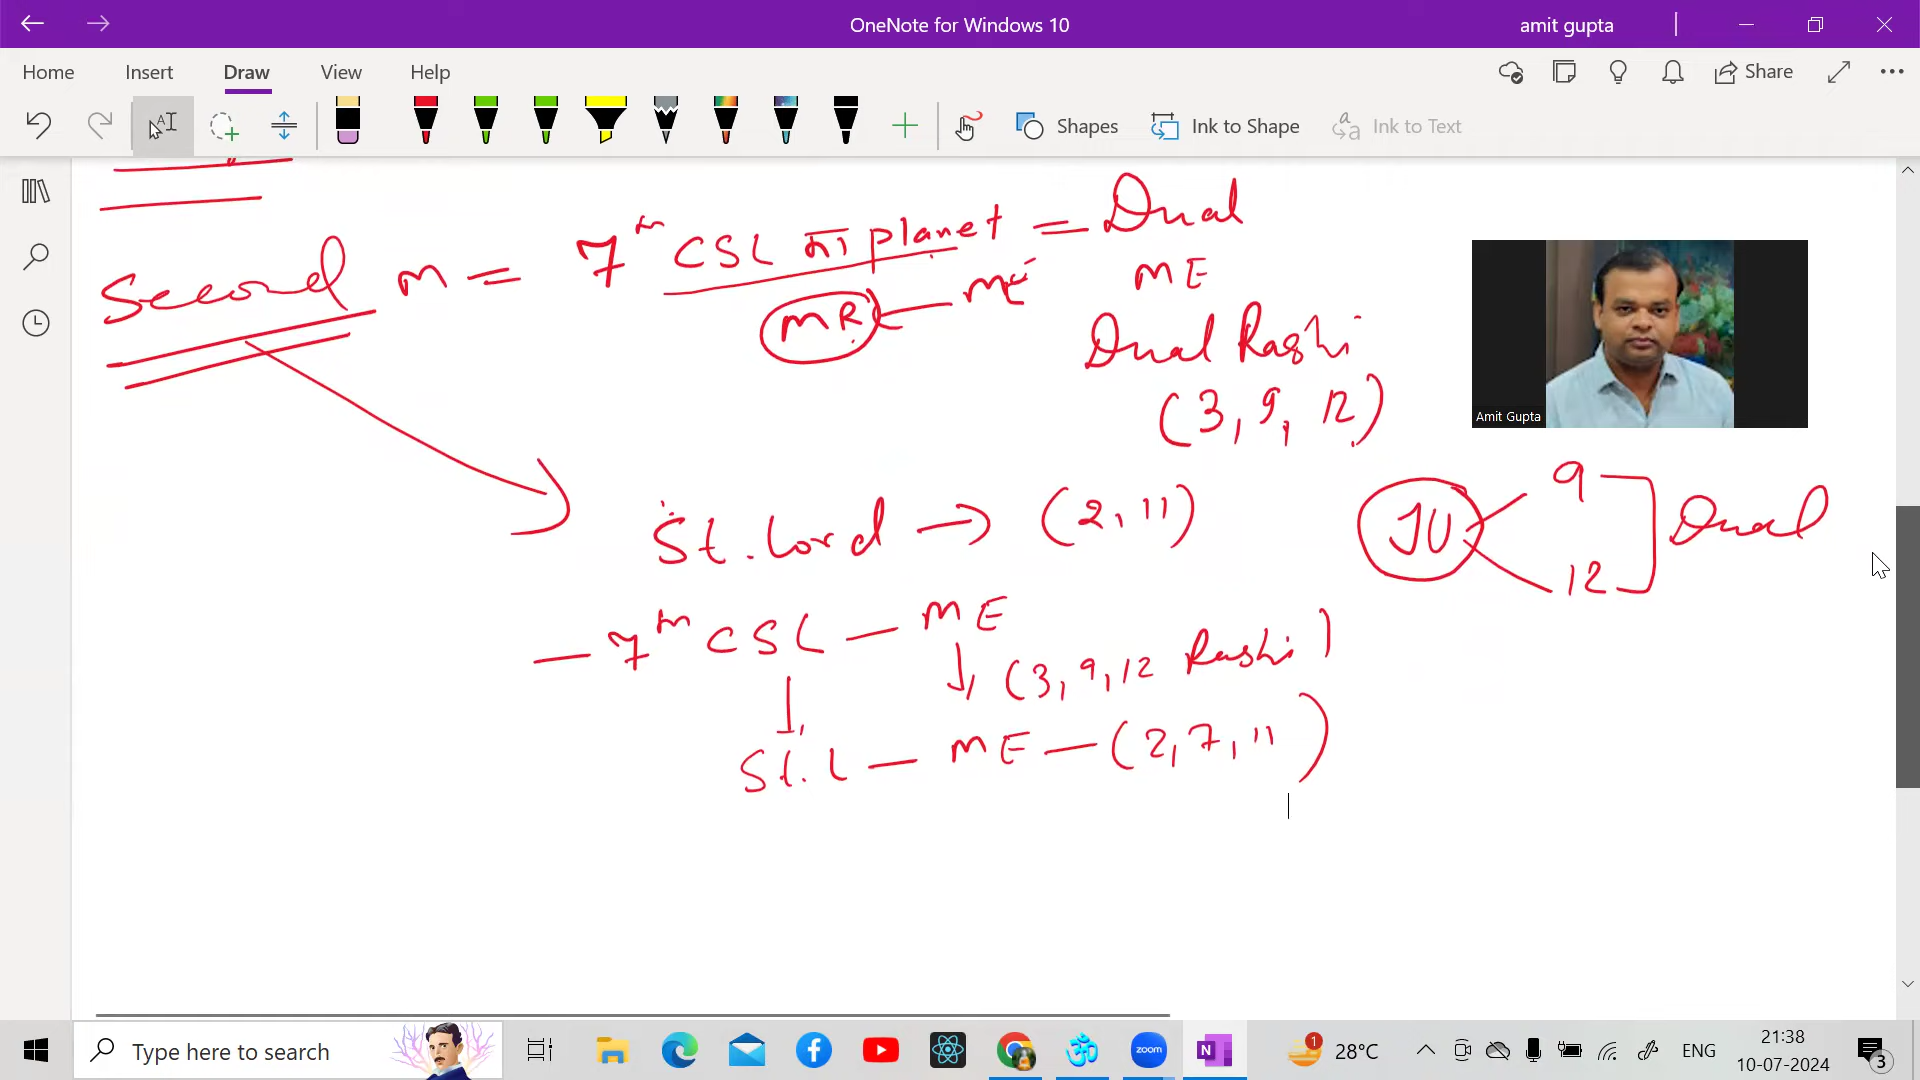 OneNote for Windows 10
amit gupta
Home Insert Draw View Help
Share
Shapes
Ink to Shape
Ink to Text
Second m = 7th CSL का planet = Dual
ME
MR — ME
Dual Rashi
(3, 9, 12)
Amit Gupta
St. Lord → (2, 11)
JU 9 12 Dual
— 7th CSL — ME
(3, 9, 12 Rashi)
St. L — ME — (2, 7, 11)
Type here to search
zoom
1
28°C
ENG
21:38
10-07-2024
3